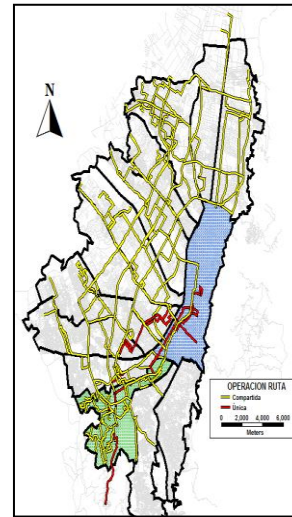 N
OPERACION RUTA
Compartida
Unica
0 2,000 4,000 6,000
Meters